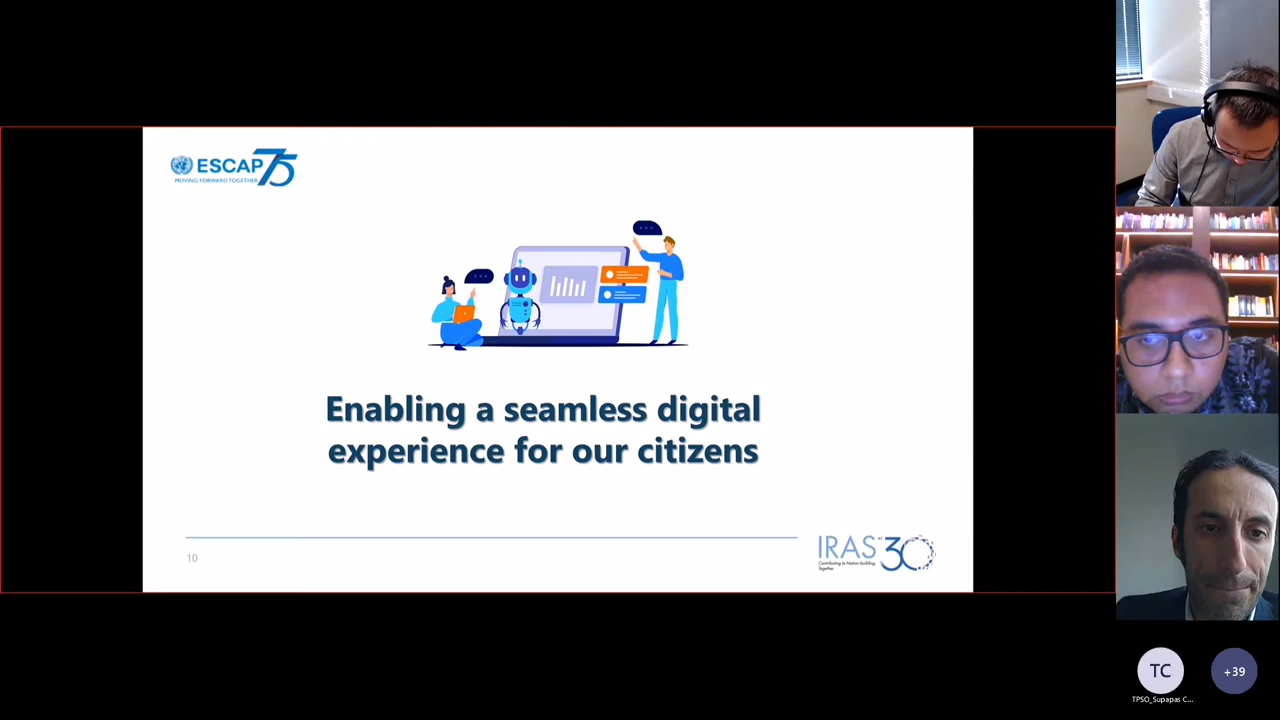 ESCAP 75
MOVING FORWARD TOGETHER
Enabling a seamless digital
experience for our citizens
10
IRAS at 30
Contributing to Nation-building,
Together
TC
+39
TPSO_Supapas C...